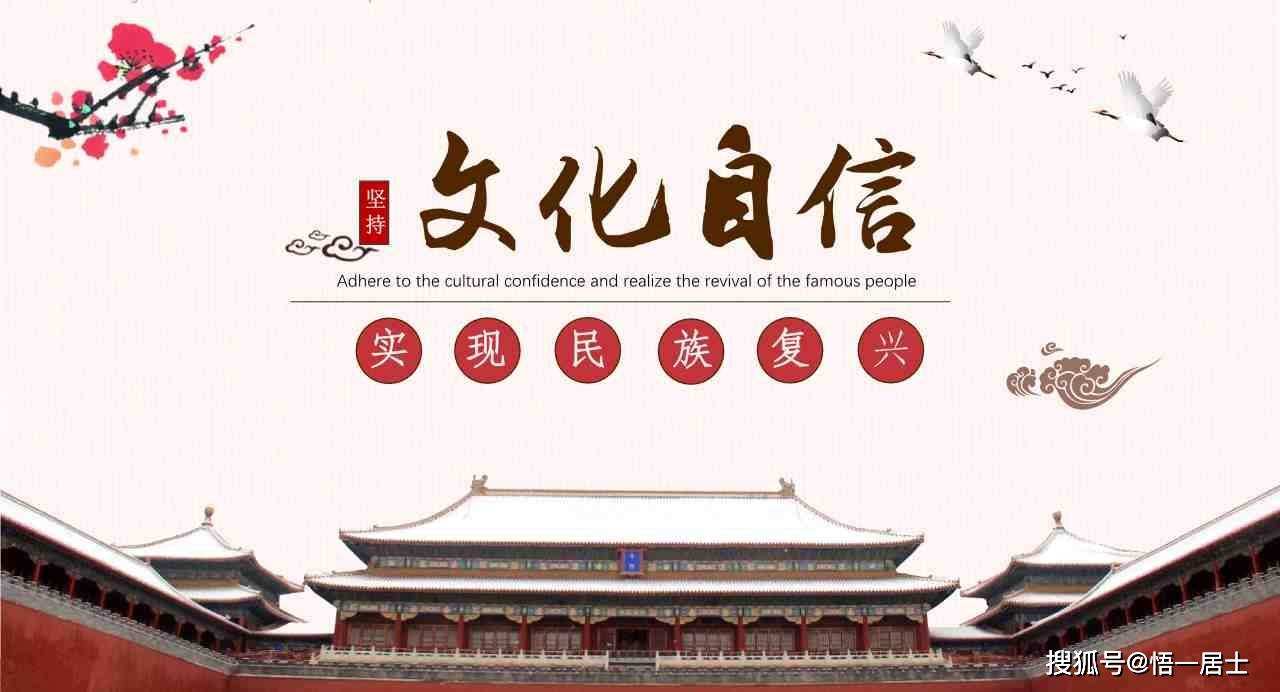 坚持
文化自信
Adhere to the cultural confidence and realize the revival of the famous people
实现民族复兴
搜狐号@悟一居士